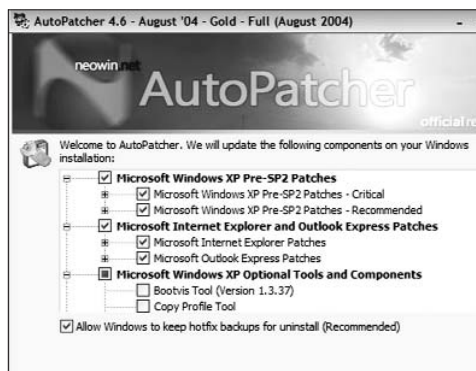 AutoPatcher 4.6 - August '04 - Gold - Full (August 2004)
neowin.net
AutoPatcher
official re
Welcome to AutoPatcher. We will update the following components on your Windows
installation:
Microsoft Windows XP Pre-SP2 Patches
Microsoft Windows XP Pre-SP2 Patches - Critical
Microsoft Windows XP Pre-SP2 Patches - Recommended
Microsoft Internet Explorer and Outlook Express Patches
Microsoft Internet Explorer Patches
Microsoft Outlook Express Patches
Microsoft Windows XP Optional Tools and Components
Bootvis Tool (Version 1.3.37)
Copy Profile Tool
Allow Windows to keep hotfix backups for uninstall (Recommended)